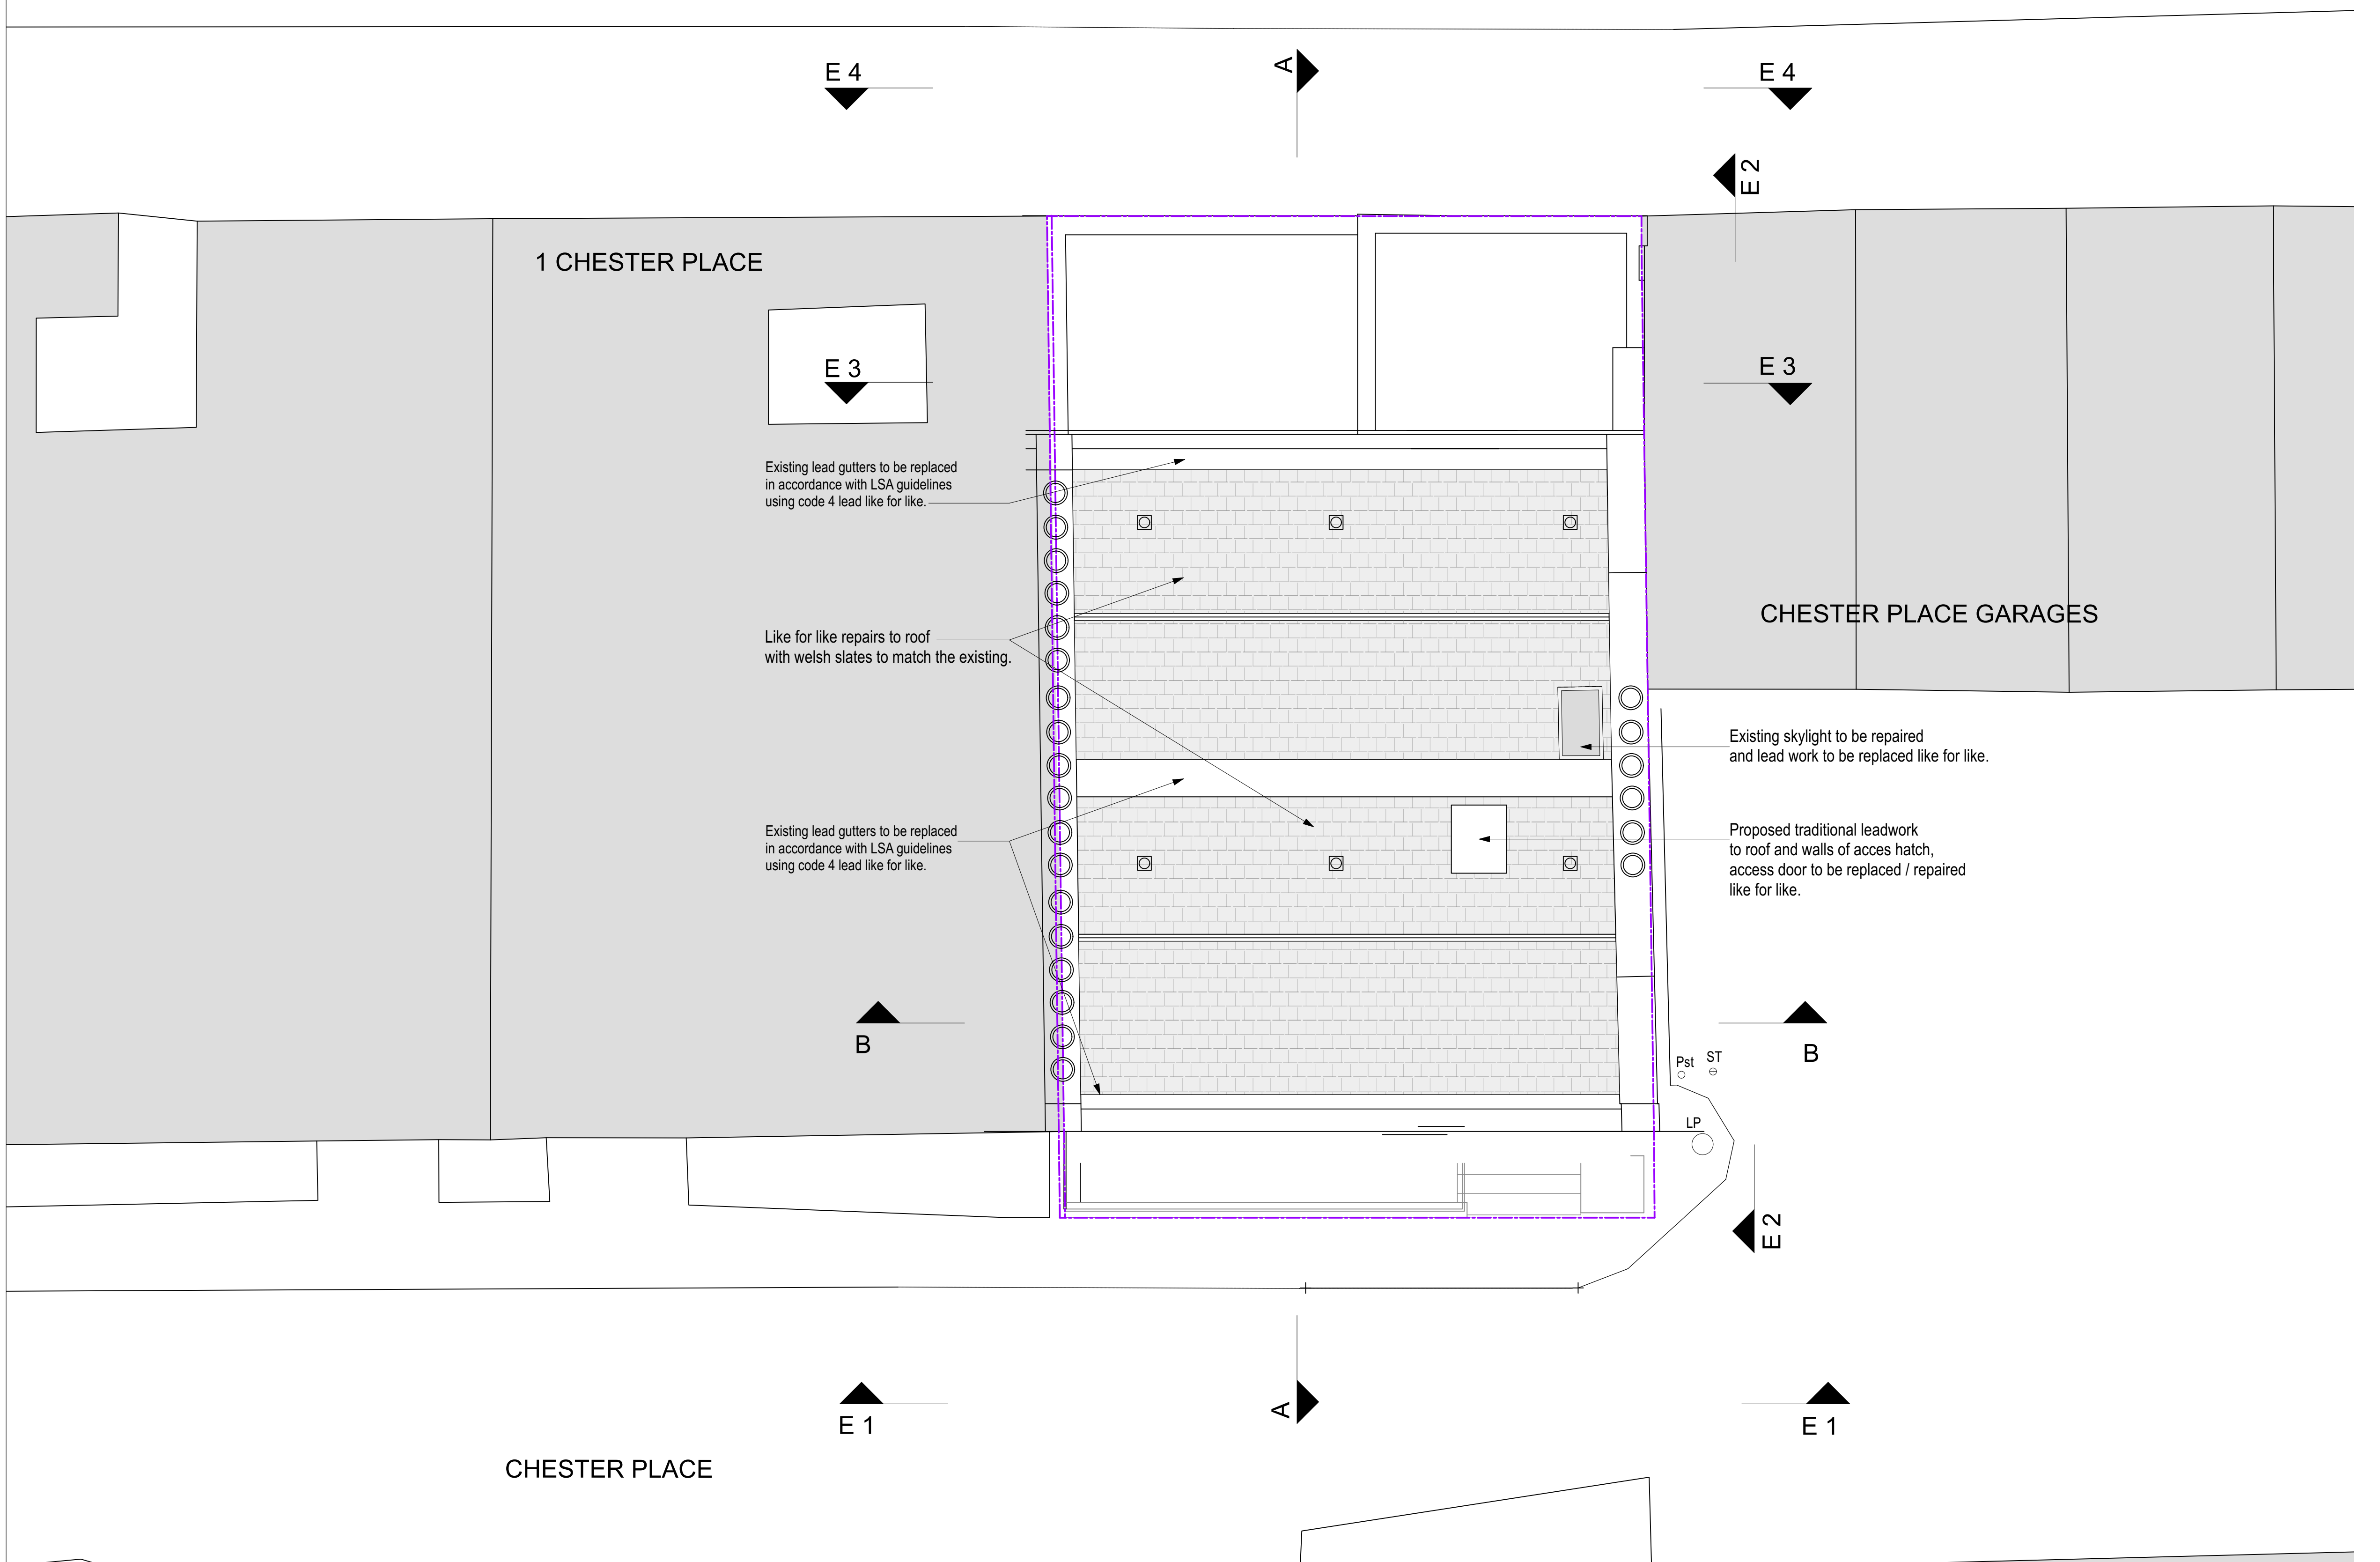 E 4
A
E 4
E 2
1 CHESTER PLACE
E 3
E 3
Existing lead gutters to be replaced
in accordance with LSA guidelines
using code 4 lead like for like.
CHESTER PLACE GARAGES
Like for like repairs to roof
with welsh slates to match the existing.
Existing skylight to be repaired
and lead work to be replaced like for like.
Existing lead gutters to be replaced
in accordance with LSA guidelines
using code 4 lead like for like.
Proposed traditional leadwork
to roof and walls of acces hatch,
access door to be replaced / repaired
like for like.
B
B
Pst
ST
LP
E 2
A
E 1
E 1
CHESTER PLACE